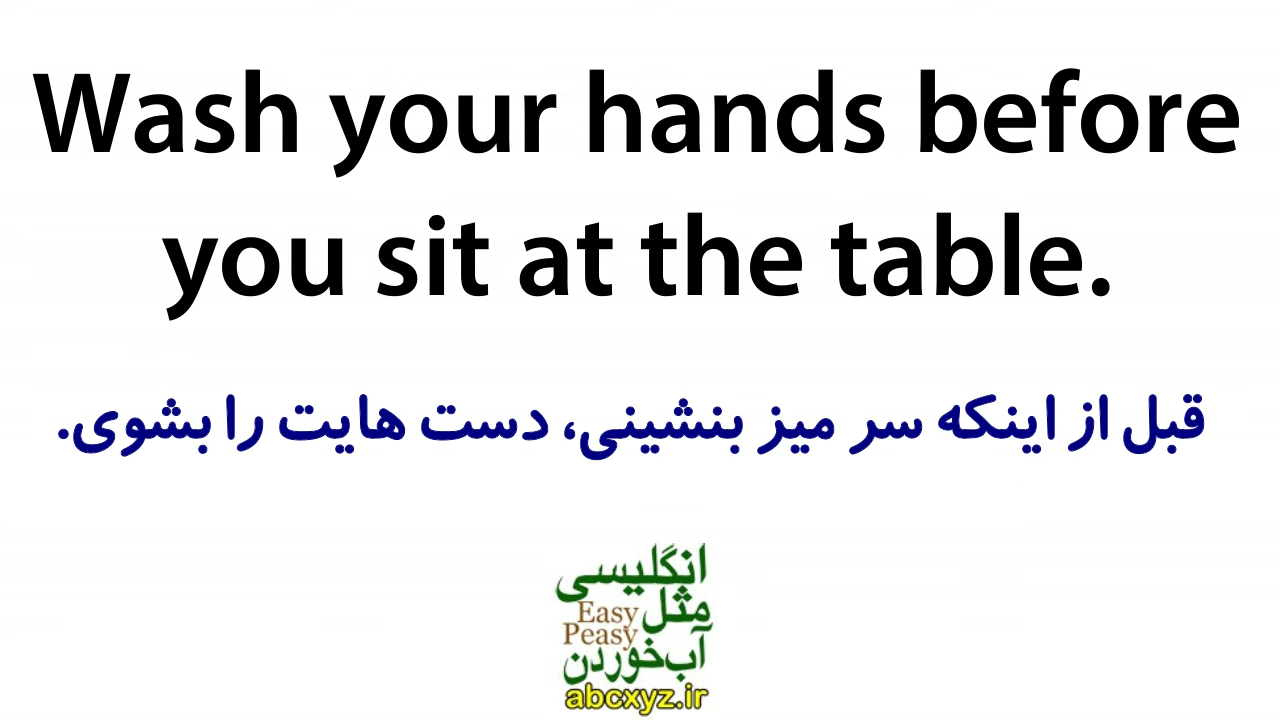 Wash your hands before
you sit at the table.
قبل از اینکه سر میز بنشینی، دست هایت را بشوی.
انگلیسی
مثل
Easy
Peasy
آب خوردن
abcxyz.ir